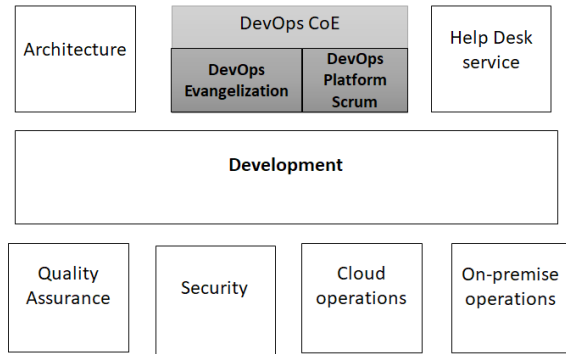 Architecture
DevOps CoE
DevOps
Evangelization
DevOps
Platform
Scrum
Help Desk
service
Development
Quality
Assurance
Security
Cloud
operations
On-premise
operations